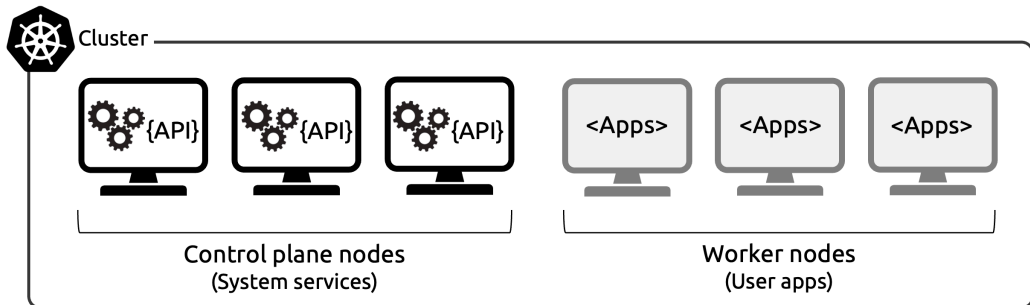 Cluster
{API}
{API}
{API}
<Apps>
<Apps>
<Apps>
Control plane nodes
(System services)
Worker nodes
(User apps)